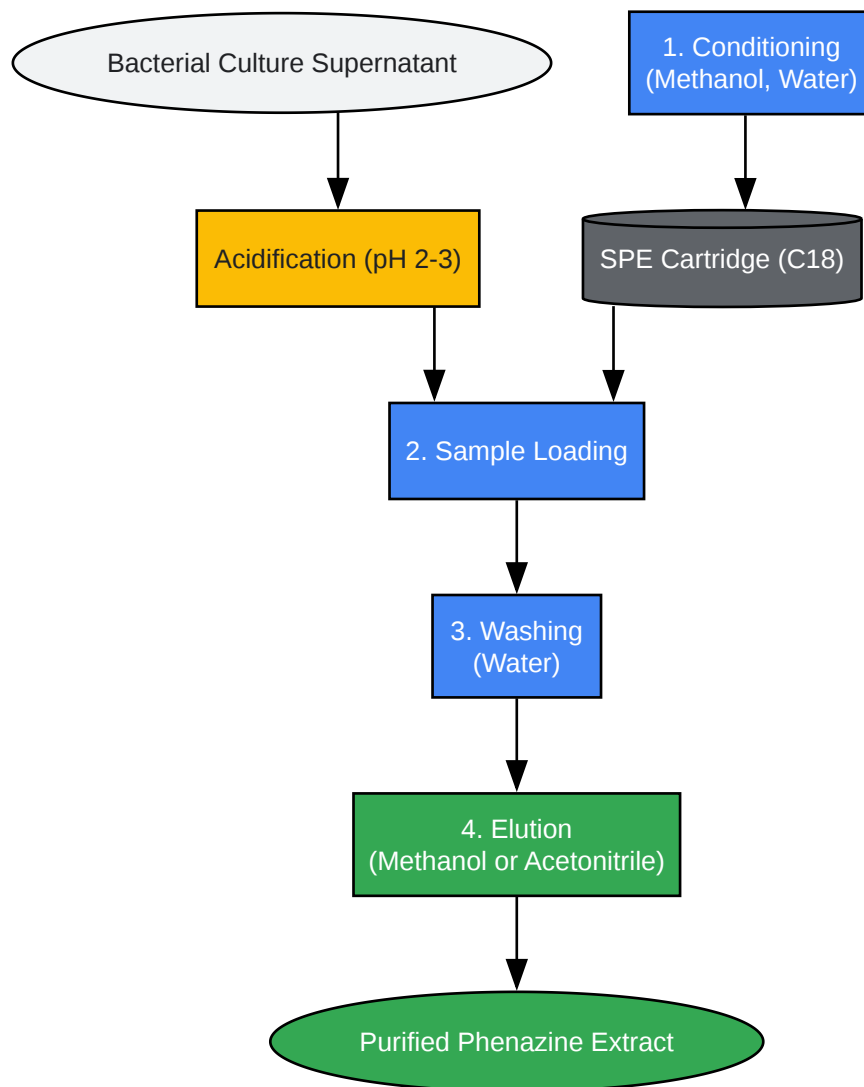 Bacterial Culture Supernatant
1. Conditioning
(Methanol, Water)
Acidification (pH 2-3)
SPE Cartridge (C18)
2. Sample Loading
3. Washing
(Water)
4. Elution
(Methanol or Acetonitrile)
Purified Phenazine Extract